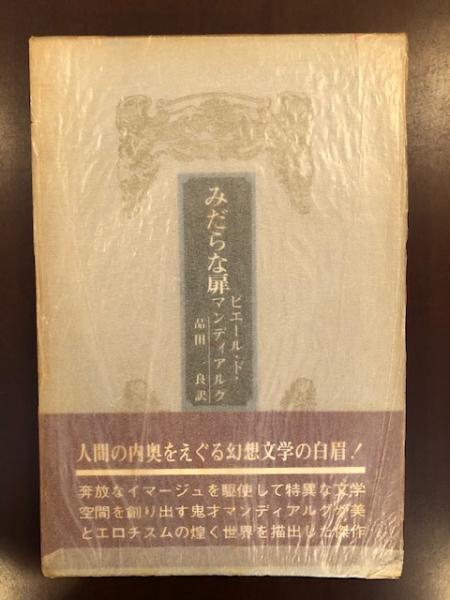 みだらな扉
ピエール・ド・
マンディアルグ
品田一良訳
人間の内奥をえぐる幻想文学の白眉！
奔放なイマージュを駆使して特異な文学
空間を創り出す鬼才マンディアルグが美
とエロチスムの煌く世界を描出した傑作